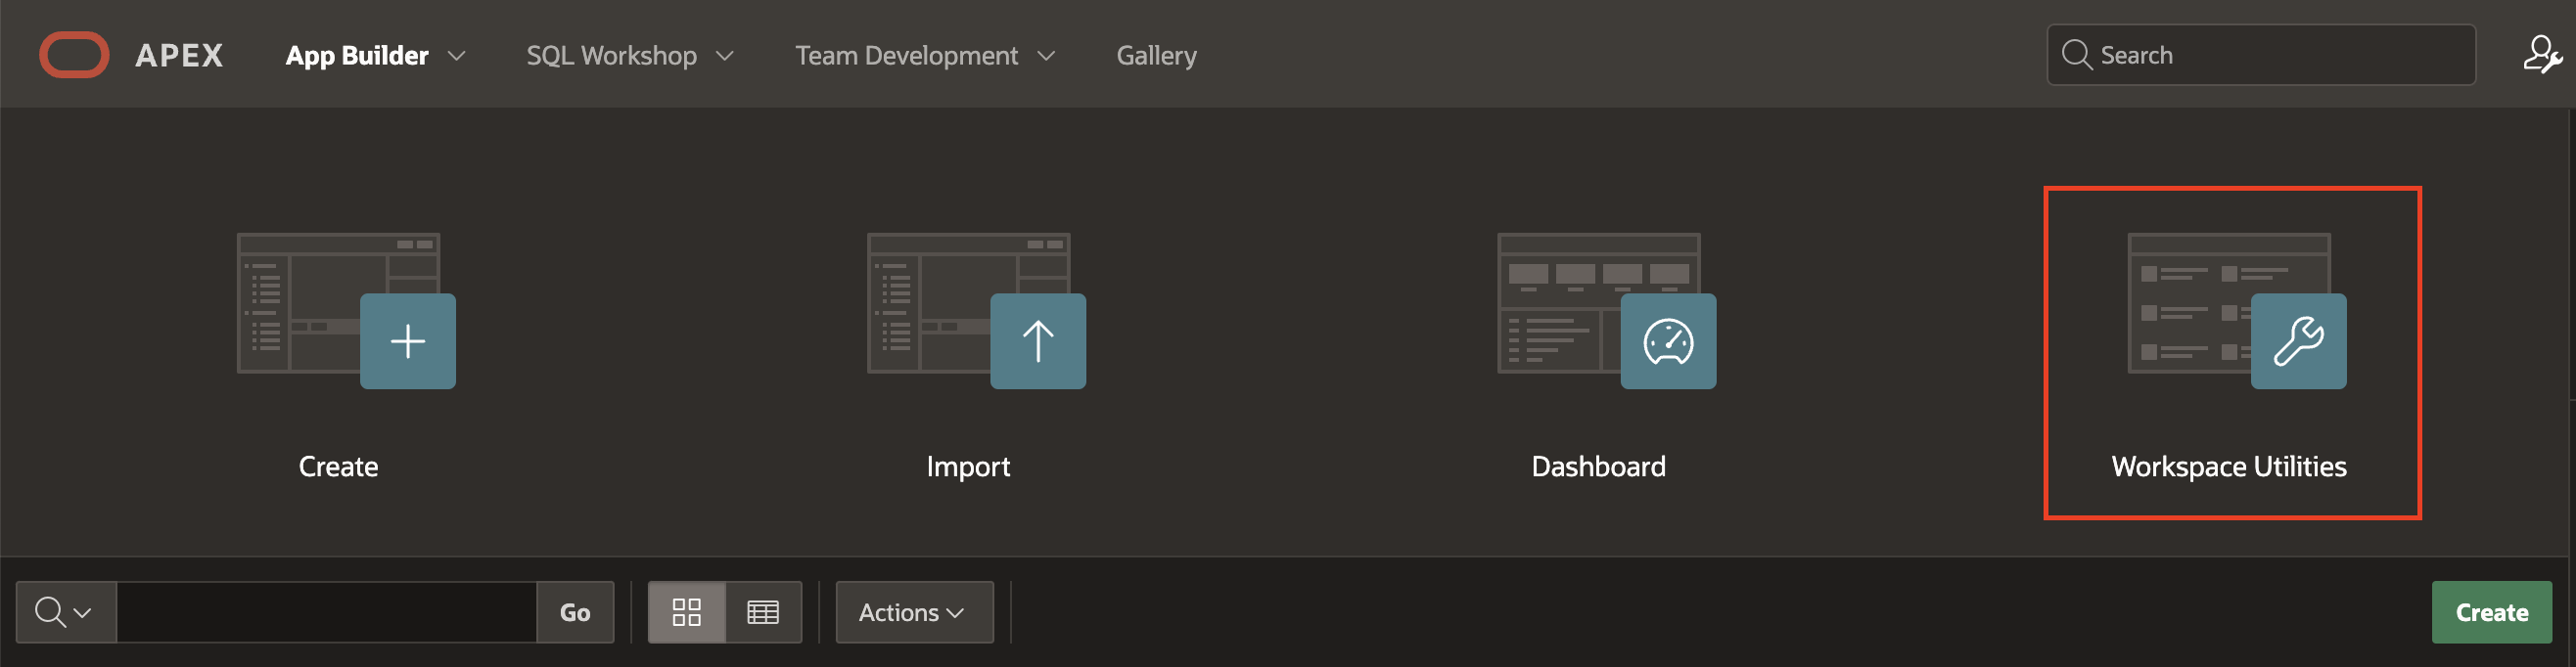 APEX App Builder SQL Workshop Team Development Gallery Search
Create Import Dashboard Workspace Utilities
Go Actions Create